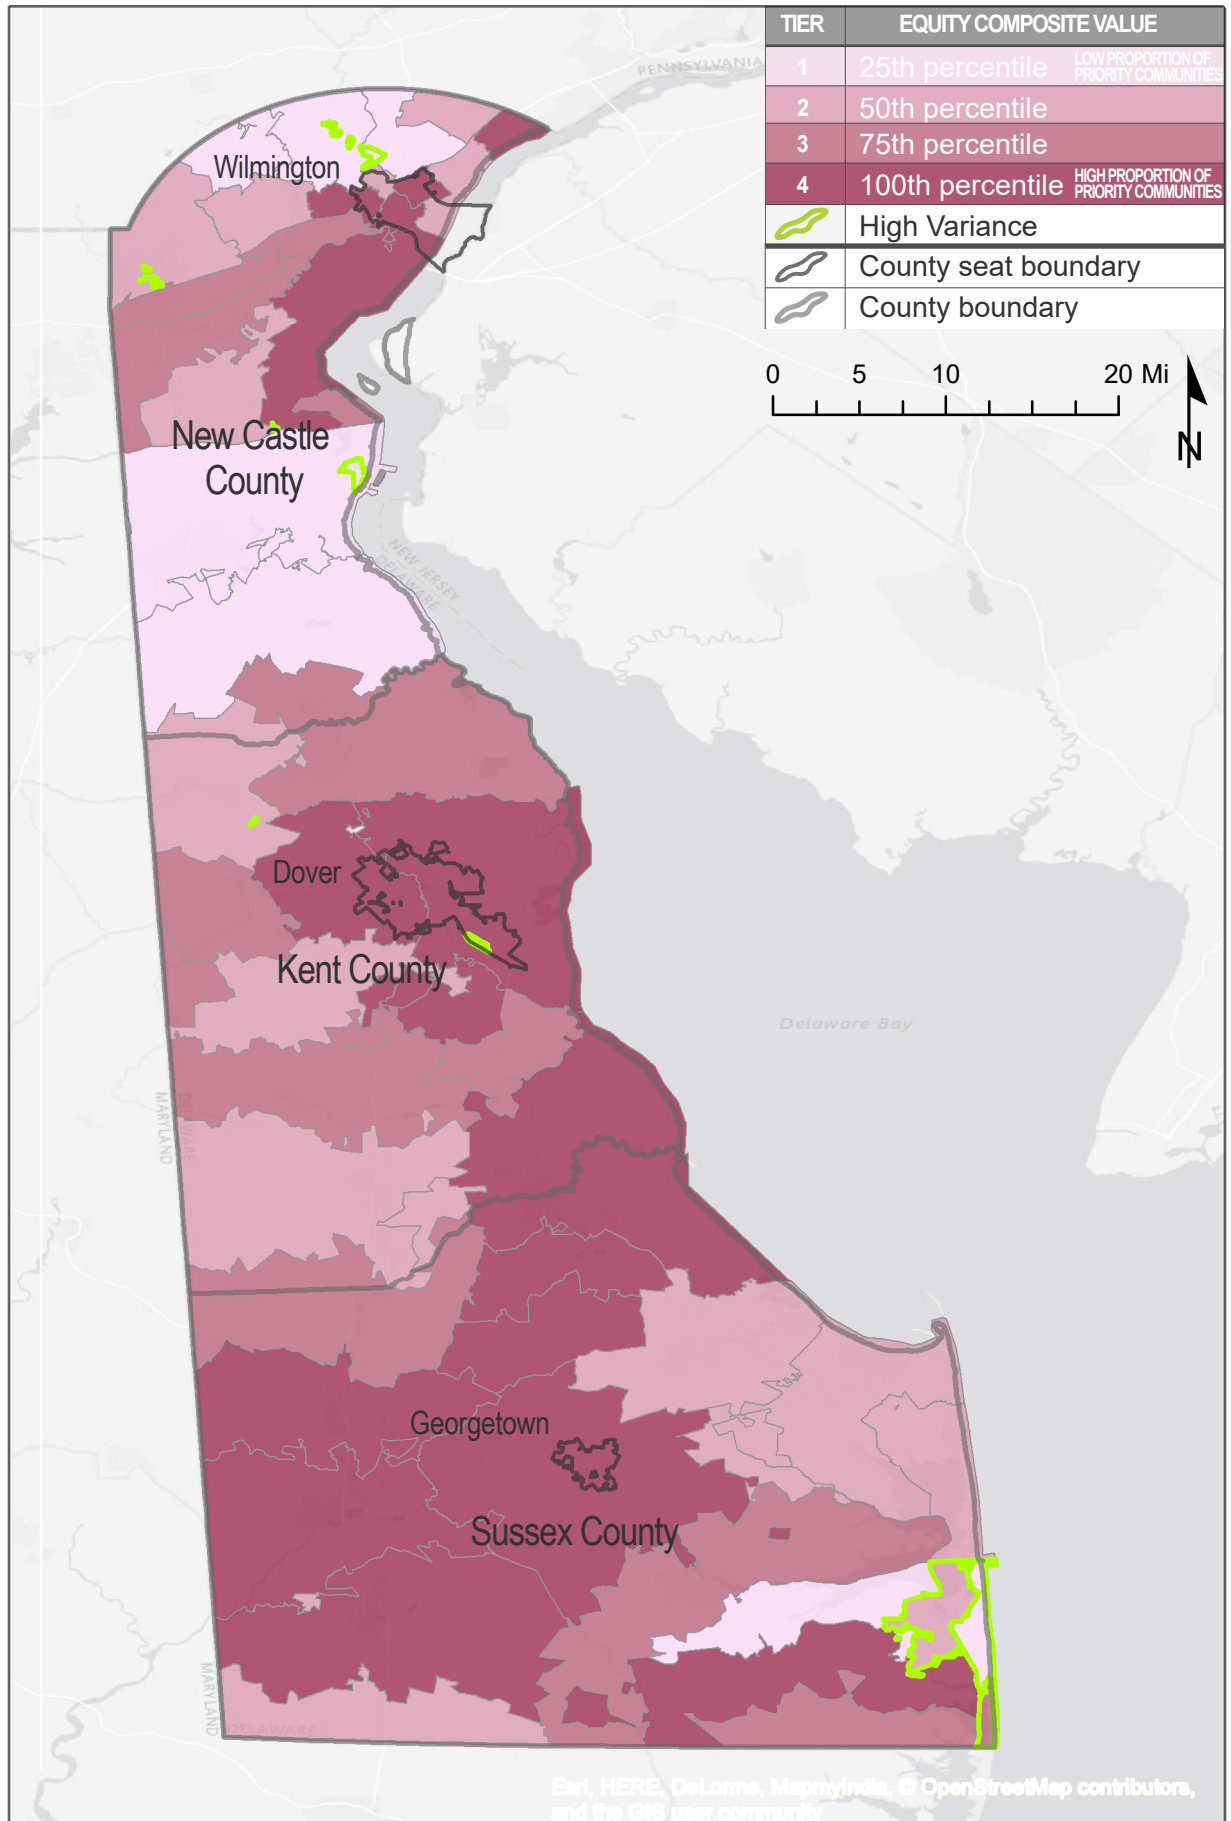 TIER EQUITY COMPOSITE VALUE
1 25th percentile LOW PROPORTION OF
PRIORITY COMMUNITIES
2 50th percentile
3 75th percentile
4 100th percentile HIGH PROPORTION OF
PRIORITY COMMUNITIES
High Variance
County seat boundary
County boundary
0 5 10 20 Mi
N
PENNSYLVANIA
Wilmington
New Castle
County
NEW JERSEY
DELAWARE
Dover
Kent County
Delaware Bay
DELAWARE
MARYLAND
Georgetown
Sussex County
MARYLAND
DELAWARE
Esri, HERE, DeLorme, MapmyIndia, © OpenStreetMap contributors,
and the GIS user community